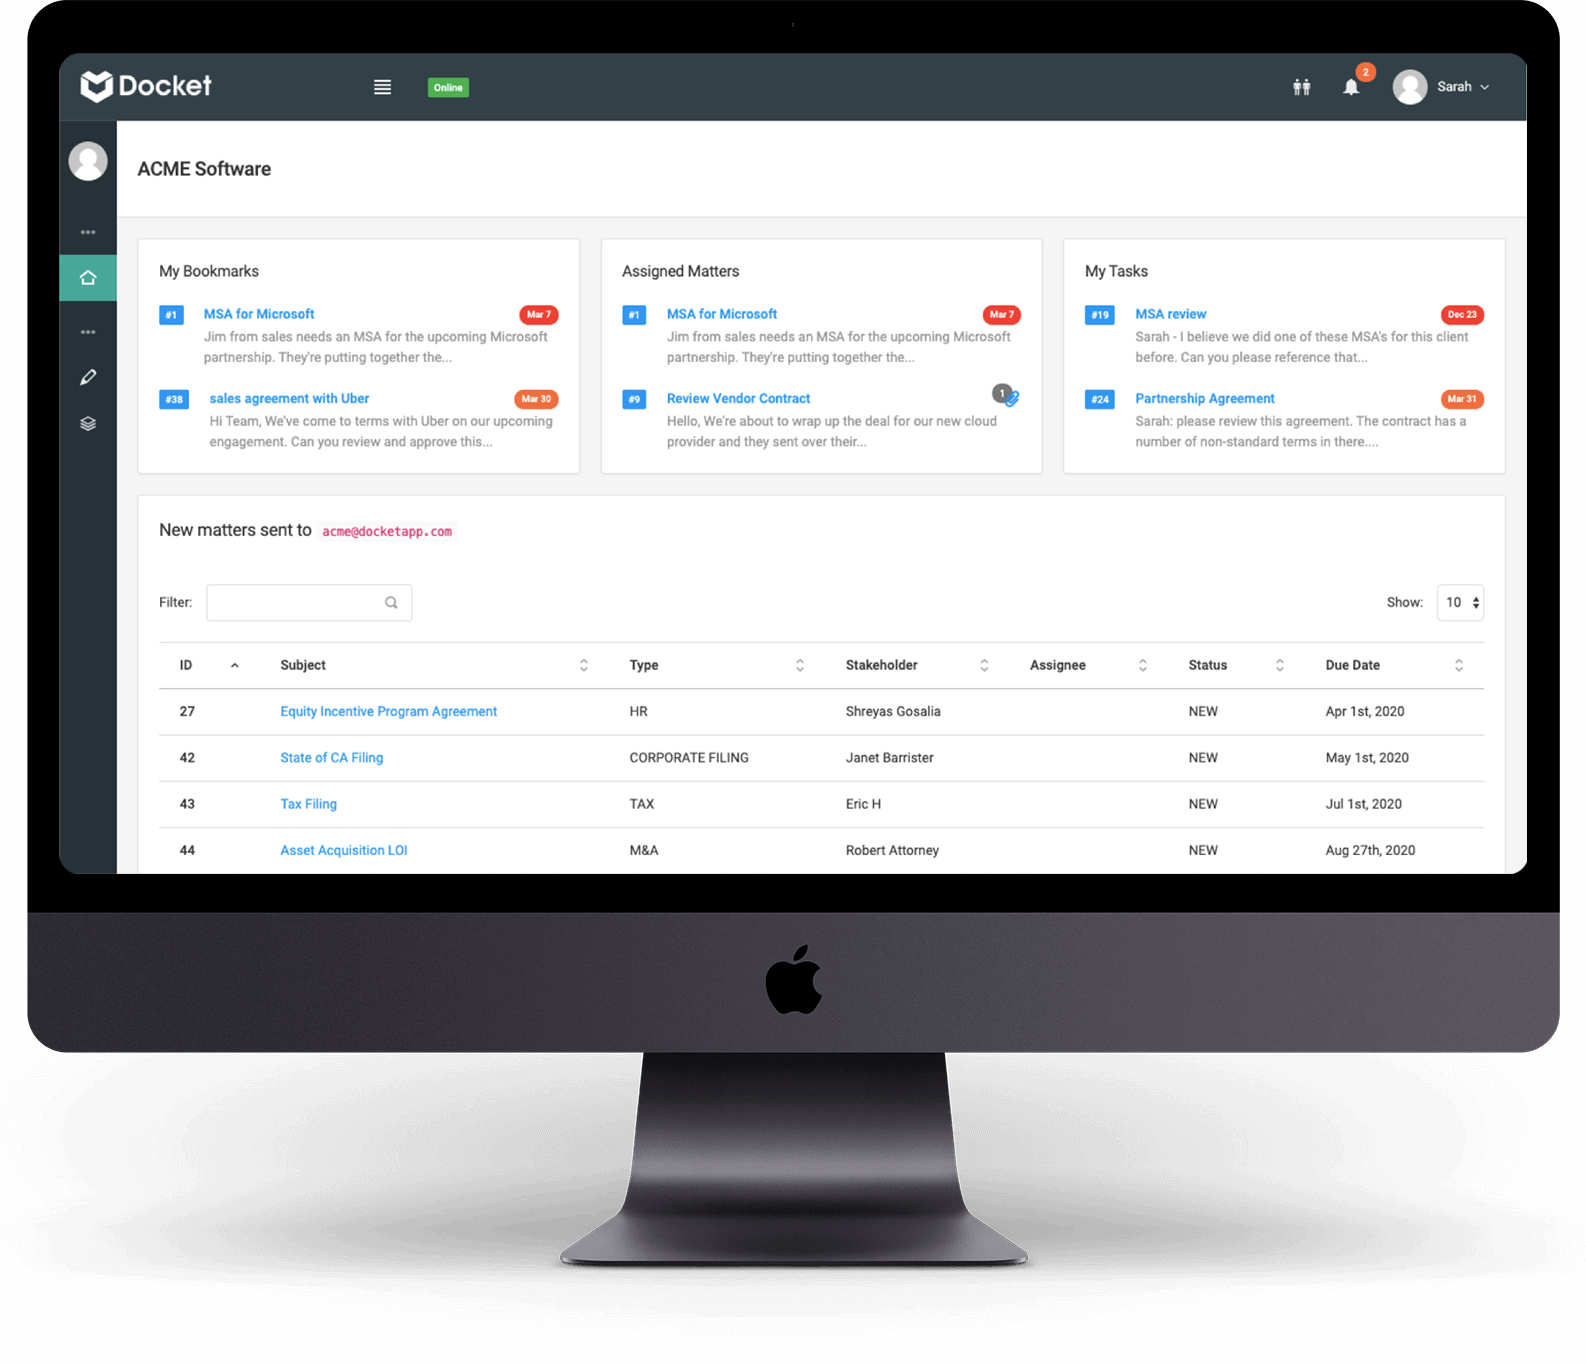 Docket
Online
2
Sarah
ACME Software
My Bookmarks
#1 MSA for Microsoft Mar 7
Jim from sales needs an MSA for the upcoming Microsoft
partnership. They're putting together the...
#38 sales agreement with Uber Mar 30
Hi Team, We've come to terms with Uber on our upcoming
engagement. Can you review and approve this...
Assigned Matters
#1 MSA for Microsoft Mar 7
Jim from sales needs an MSA for the upcoming Microsoft
partnership. They're putting together the...
#9 Review Vendor Contract 1
Hello, We're about to wrap up the deal for our new cloud
provider and they sent over their...
My Tasks
#19 MSA review Dec 23
Sarah - I believe we did one of these MSA's for this client
before. Can you please reference that...
#24 Partnership Agreement Mar 31
Sarah: please review this agreement. The contract has a
number of non-standard terms in there....
New matters sent to acme@docketapp.com
Filter: Show: 10
ID Subject Type Stakeholder Assignee Status Due Date
27 Equity Incentive Program Agreement HR Shreyas Gosalia NEW Apr 1st, 2020
42 State of CA Filing CORPORATE FILING Janet Barrister NEW May 1st, 2020
43 Tax Filing TAX Eric H NEW Jul 1st, 2020
44 Asset Acquisition LOI M&A Robert Attorney NEW Aug 27th, 2020